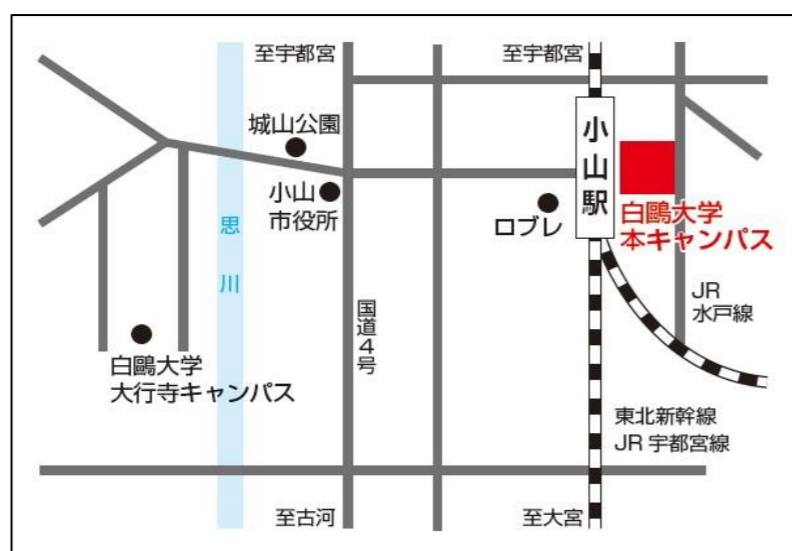 至宇都宮
至宇都宮
城山公園
小山駅
小山
市役所
ロブレ
白鷗大学
本キャンパス
思川
JR
水戸線
国道4号
白鷗大学
大行寺キャンパス
東北新幹線
JR 宇都宮線
至古河
至大宮